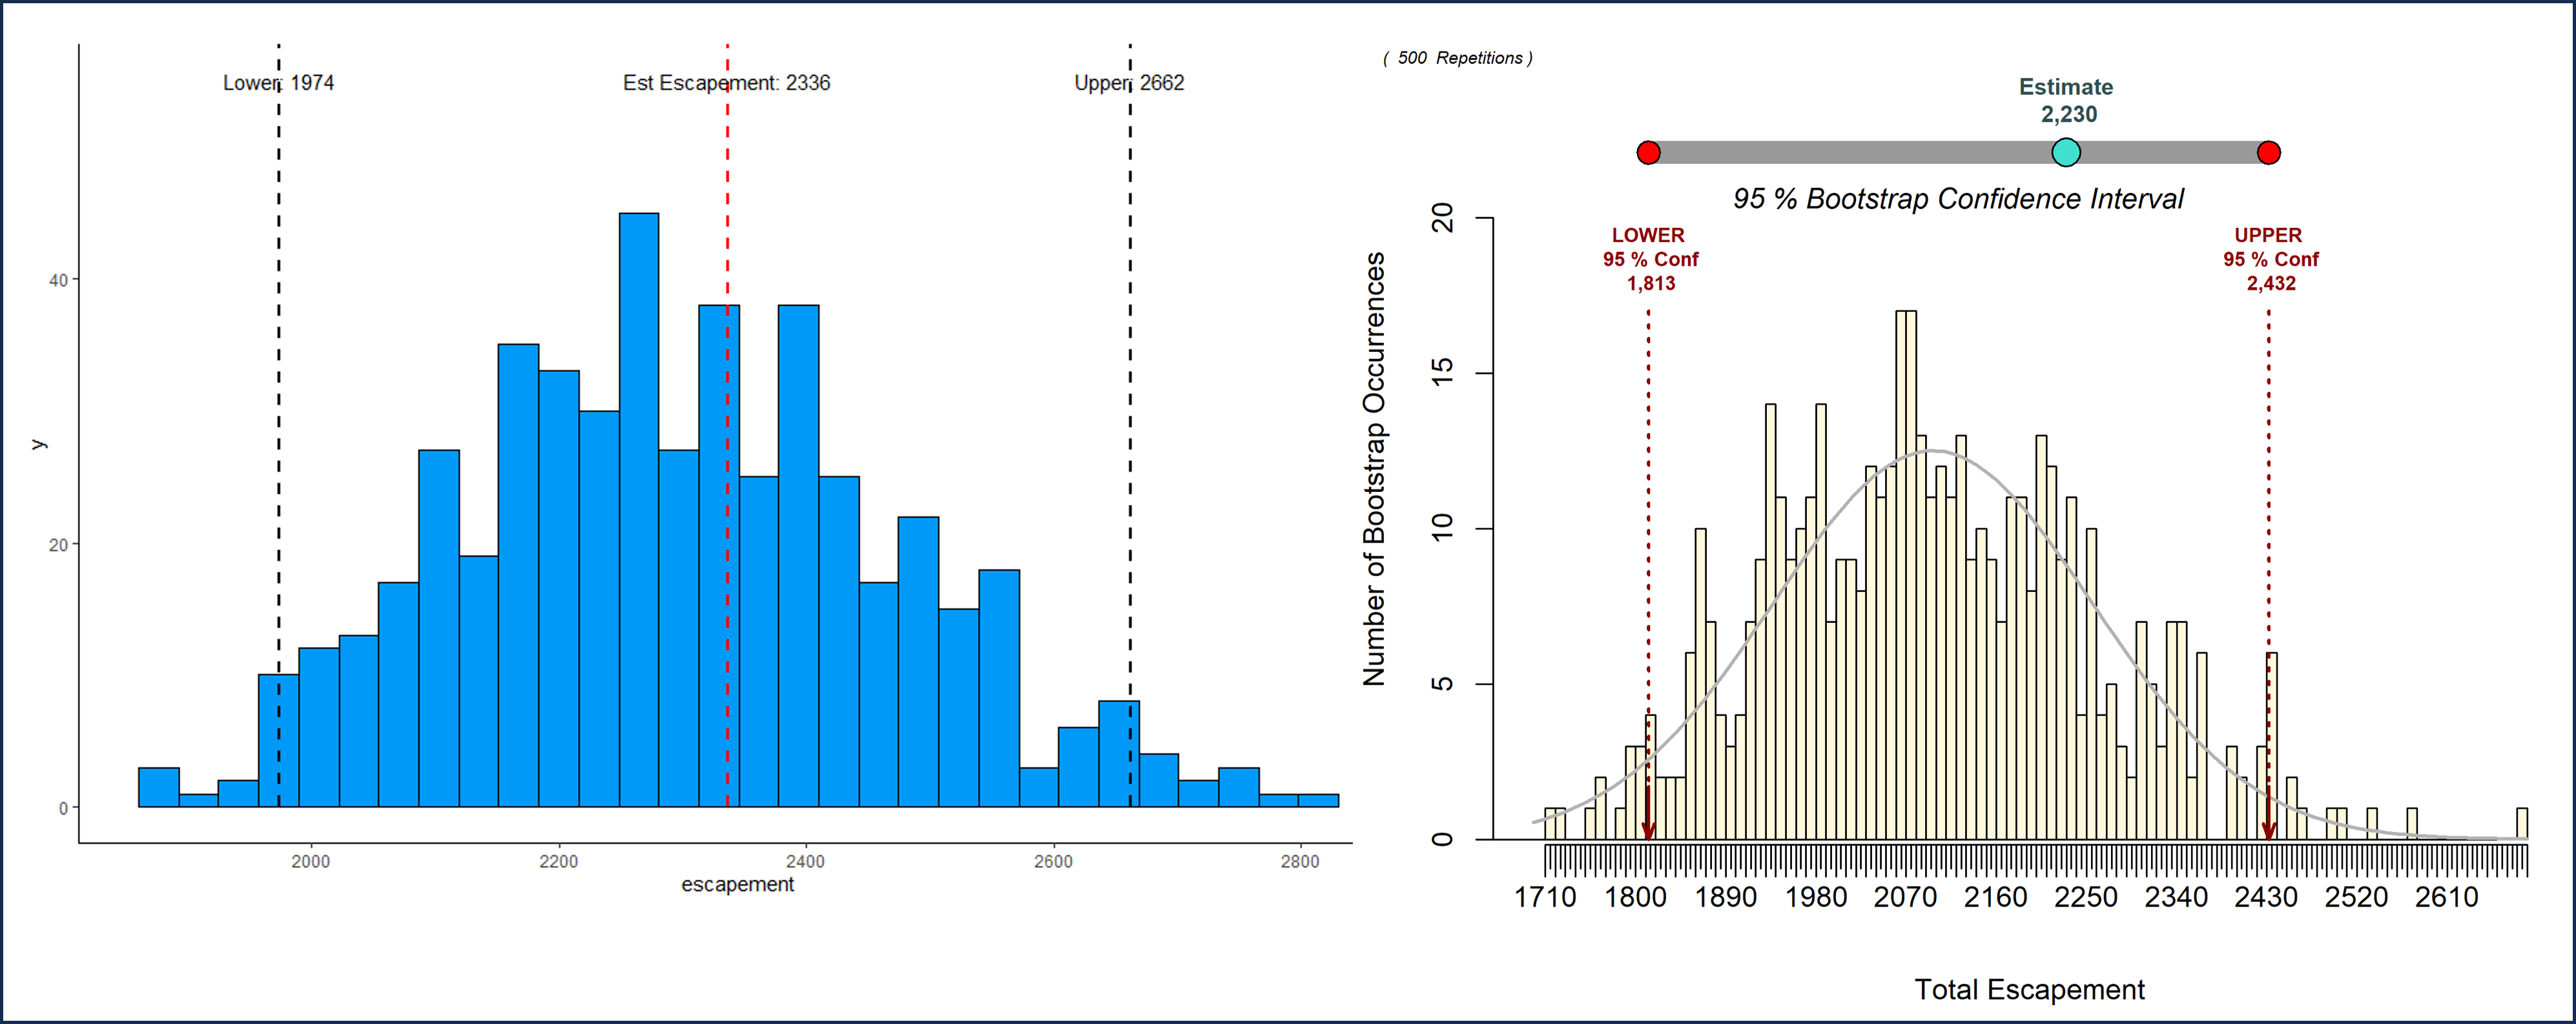 Lower: 1974
Est Escapement: 2336
Upper: 2662
y
40
20
0
2000 2200 2400 2600 2800
escapement
( 500 Repetitions )
Estimate
2,230
95 % Bootstrap Confidence Interval
LOWER
95 % Conf
1,813
UPPER
95 % Conf
2,432
Number of Bootstrap Occurrences
20
15
10
5
0
1710 1800 1890 1980 2070 2160 2250 2340 2430 2520 2610
Total Escapement